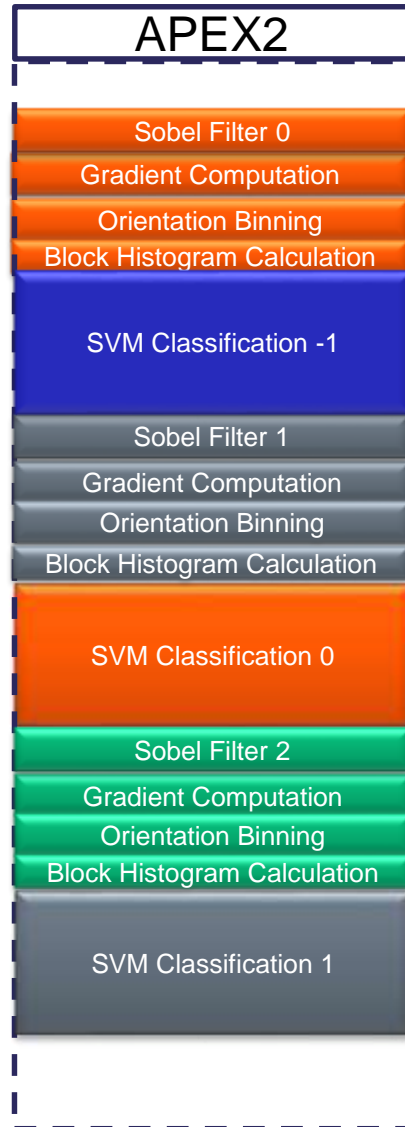 APEX2
Sobel Filter 0
Gradient Computation
Orientation Binning
Block Histogram Calculation
SVM Classification -1
Sobel Filter 1
Gradient Computation
Orientation Binning
Block Histogram Calculation
SVM Classification 0
Sobel Filter 2
Gradient Computation
Orientation Binning
Block Histogram Calculation
SVM Classification 1